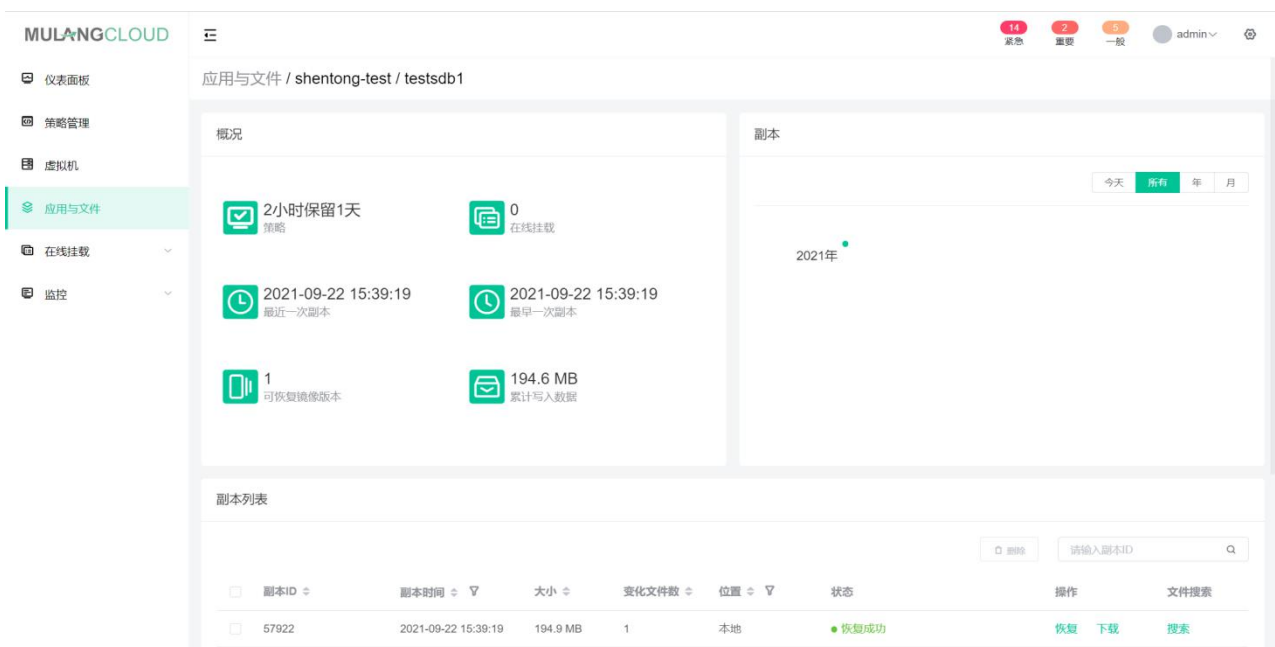 MULANGCLOUD
14 2 5
紧急 重要 一般 admin
仪表面板
策略管理
虚拟机
应用与文件
在线挂载
监控
应用与文件 / shentong-test / testsdb1
概况
2小时保留1天
策略
0
在线挂载
2021-09-22 15:39:19
最近一次副本
2021-09-22 15:39:19
最早一次副本
1
可恢复镜像版本
194.6 MB
累计写入数据
副本
今天 所有 年 月
2021年
副本列表
删除 请输入副本ID
副本ID 副本时间 大小 变化文件数 位置 状态 操作 文件搜索
57922 2021-09-22 15:39:19 194.9 MB 1 本地 恢复成功 恢复 下载 搜索